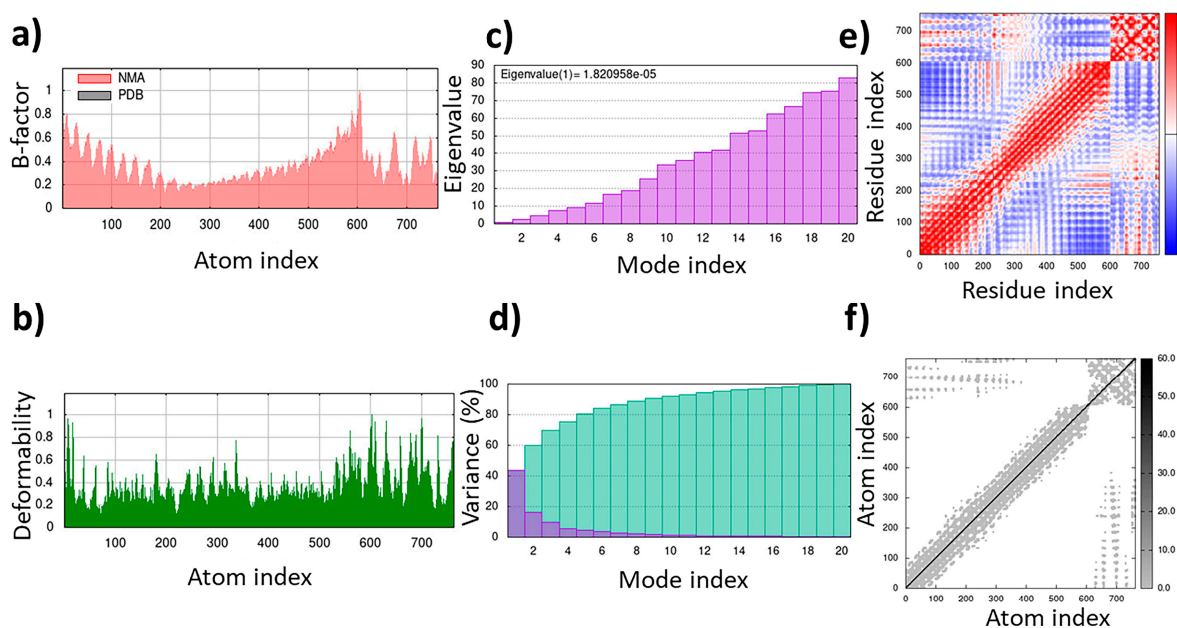 a)
B-factor
1
0.8
0.6
0.4
0.2
0
NMA
PDB
100 200 300 400 500 600 700
Atom index
c)
Eigenvalue
90
80
70
60
50
40
30
20
10
0
Eigenvalue(1)= 1.820958e-05
2 4 6 8 10 12 14 16 18 20
Mode index
e)
Residue index
700
600
500
400
300
200
100
0
0 100 200 300 400 500 600 700
Residue index
b)
Deformability
1
0.8
0.6
0.4
0.2
0
100 200 300 400 500 600 700
Atom index
d)
Variance (%)
100
80
60
40
20
0
2 4 6 8 10 12 14 16 18 20
Mode index
f)
Atom index
700
600
500
400
300
200
100
0
0 100 200 300 400 500 600 700
Atom index
60.0
50.0
40.0
30.0
20.0
10.0
0.0